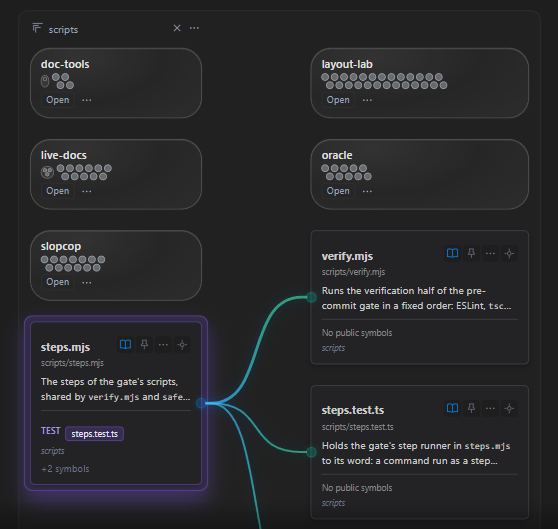 scripts
doc-tools
Open
layout-lab
Open
live-docs
Open
oracle
Open
slopcop
Open
verify.mjs
scripts/verify.mjs
Runs the verification half of the pre-
commit gate in a fixed order: ESLint, tsc...
No public symbols
scripts
steps.mjs
scripts/steps.mjs
The steps of the gate's scripts,
shared by verify.mjs and safe...
TEST steps.test.ts
scripts
+2 symbols
steps.test.ts
scripts/steps.test.ts
Holds the gate's step runner in steps.mjs
to its word: a command run as a step...
No public symbols
scripts